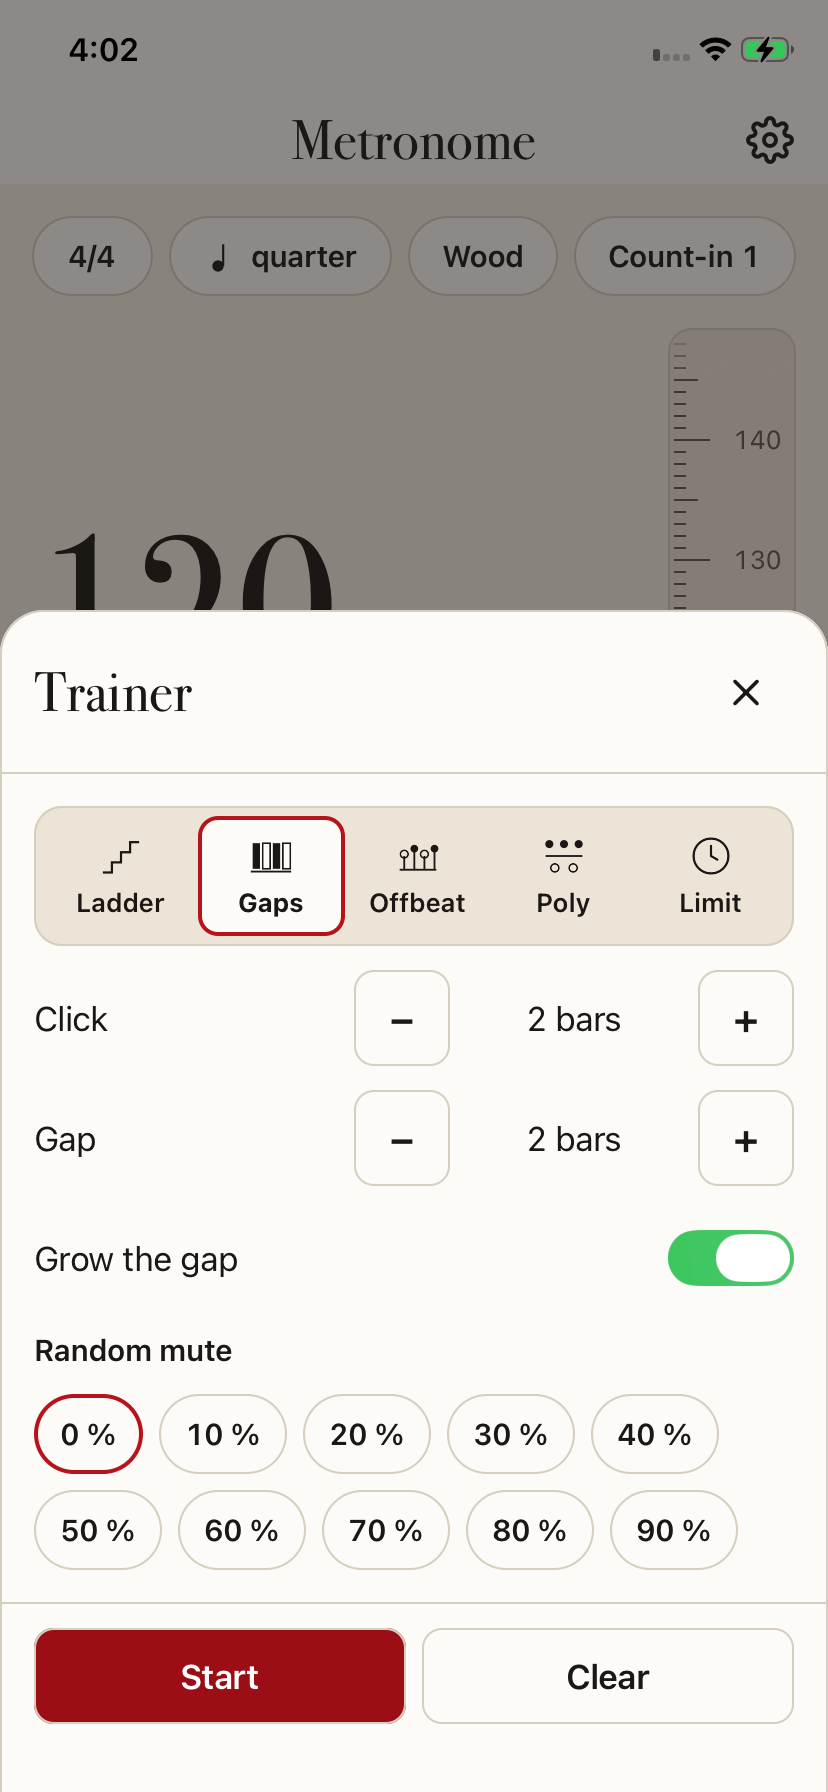 4:02
Metronome
4/4 quarter Wood Count-in 1
140
130
120
Trainer
Ladder Gaps Offbeat Poly Limit
Click − 2 bars +
Gap − 2 bars +
Grow the gap
Random mute
0 % 10 % 20 % 30 % 40 %
50 % 60 % 70 % 80 % 90 %
Start Clear